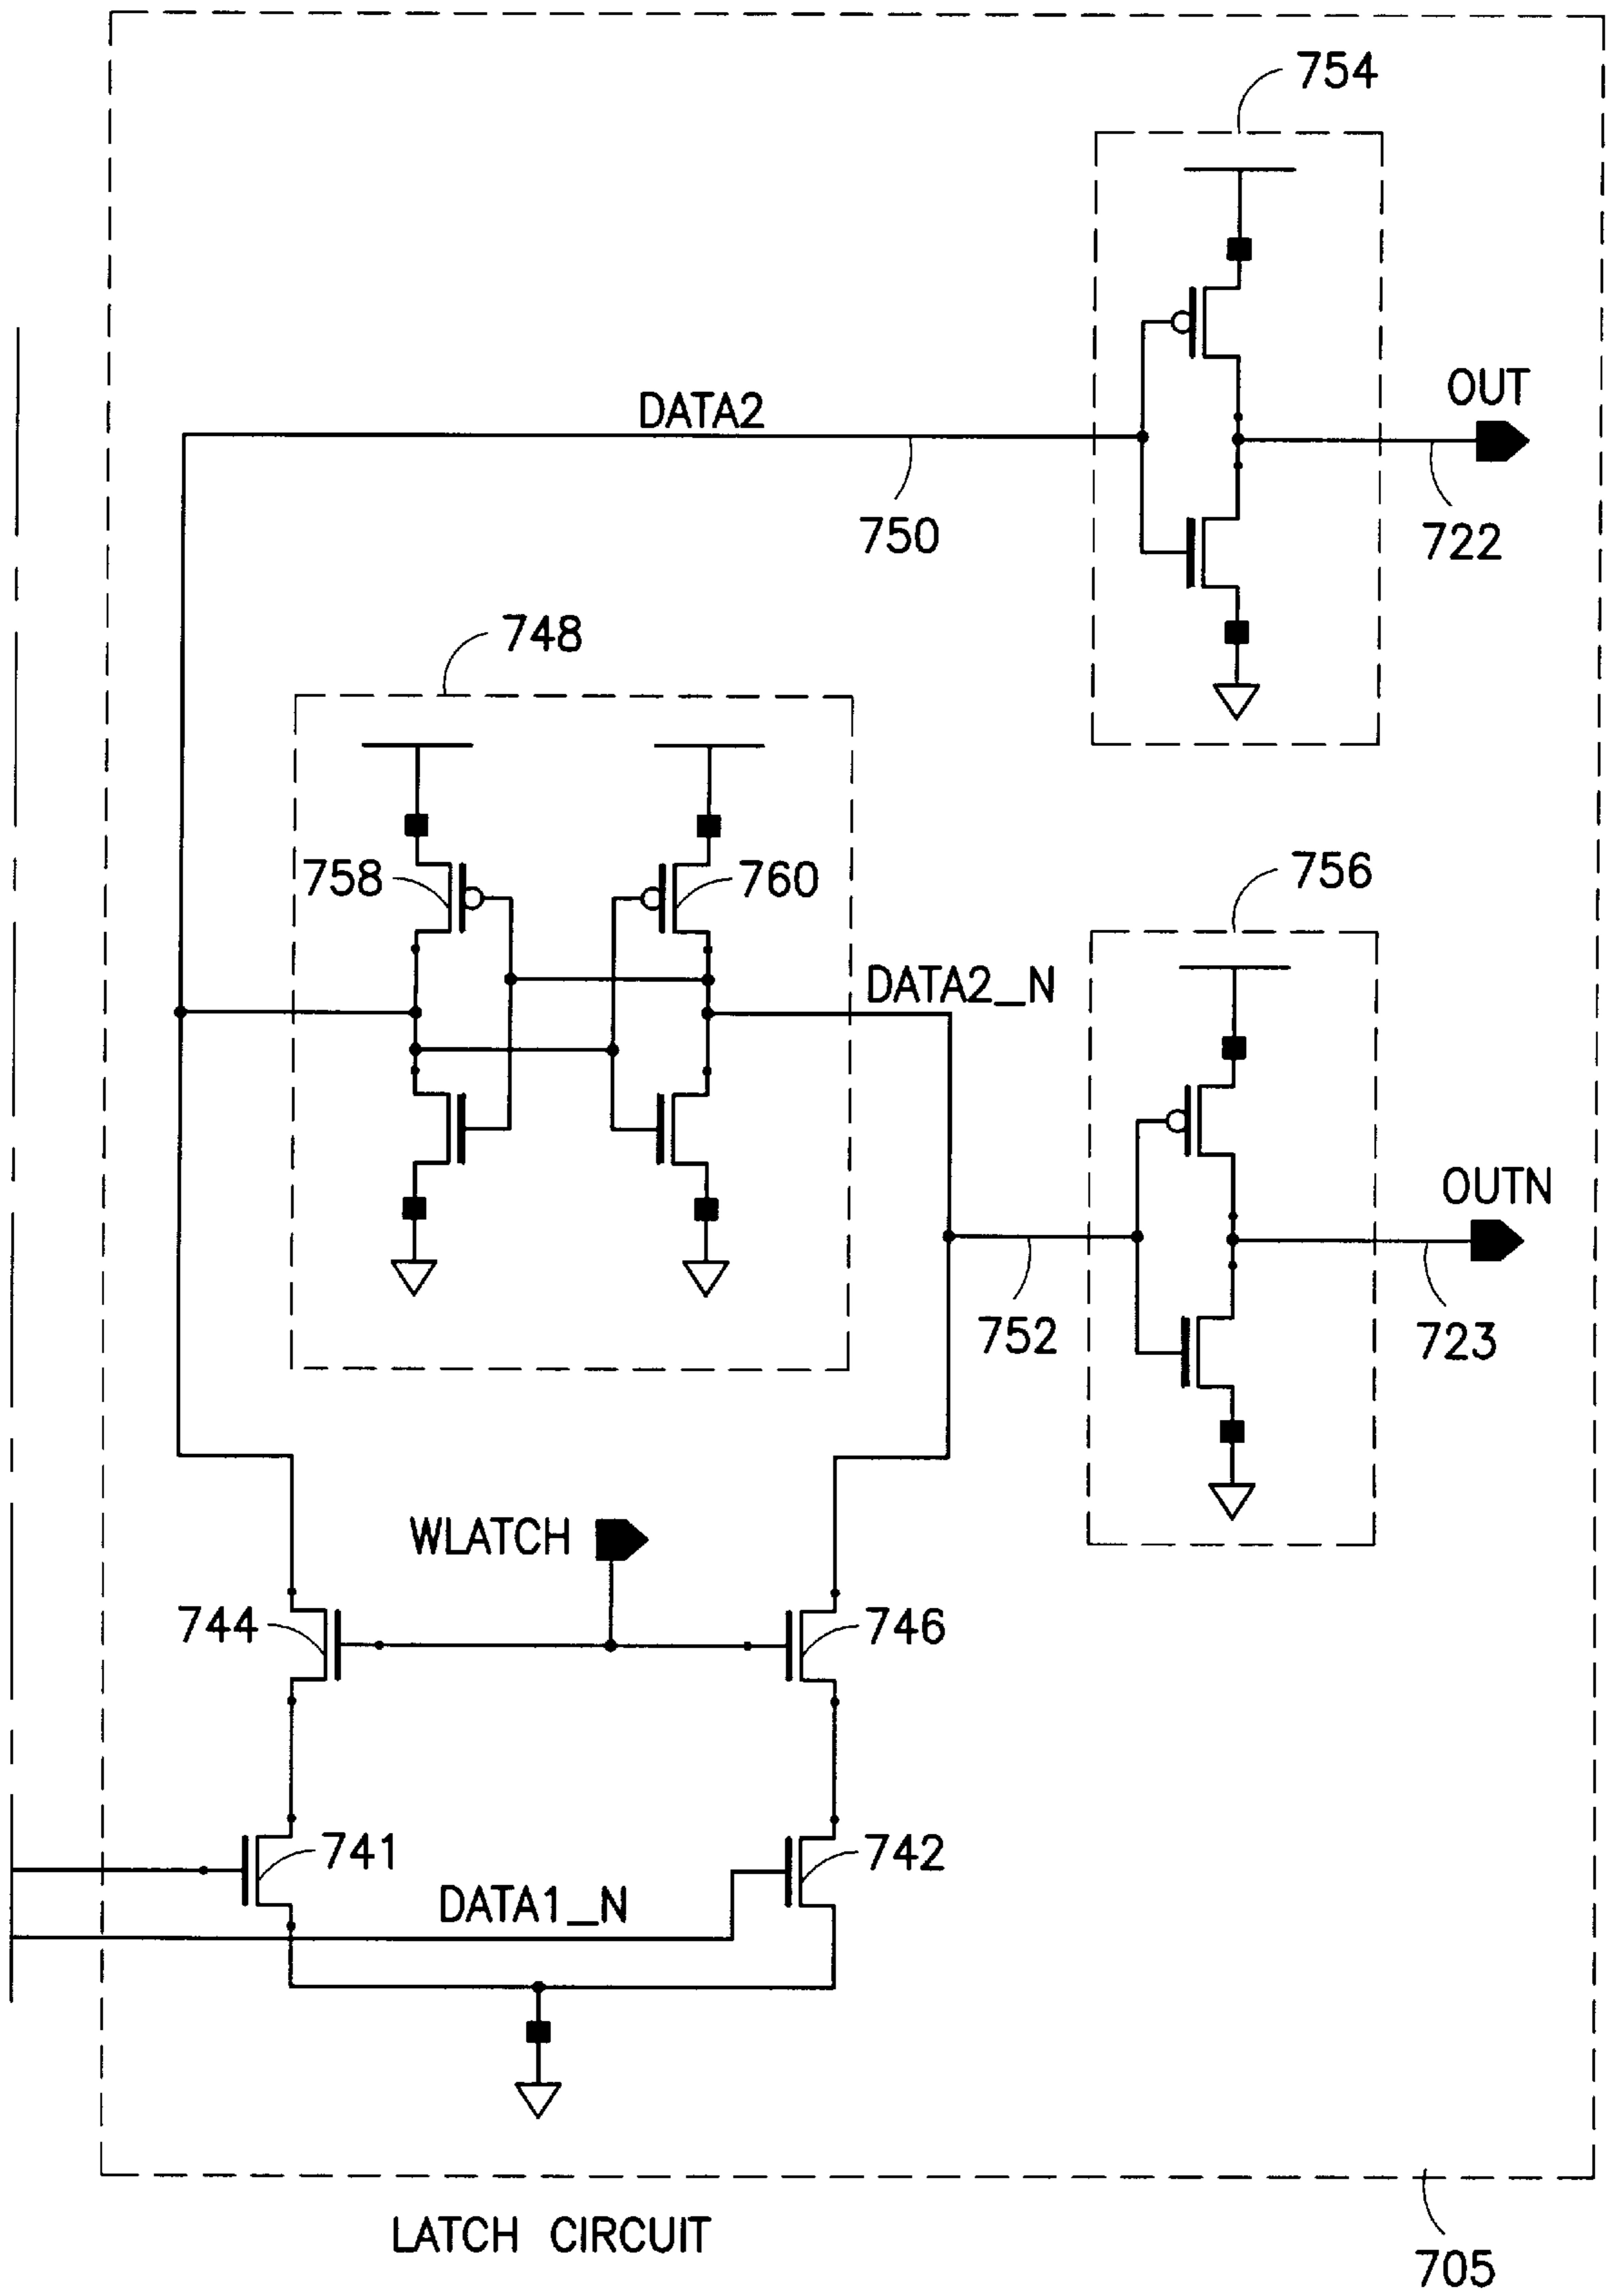 754
OUT
DATA2
750
722
748
758
760
756
DATA2_N
OUTN
752
723
WLATCH
744
746
741
742
DATA1_N
LATCH CIRCUIT
705